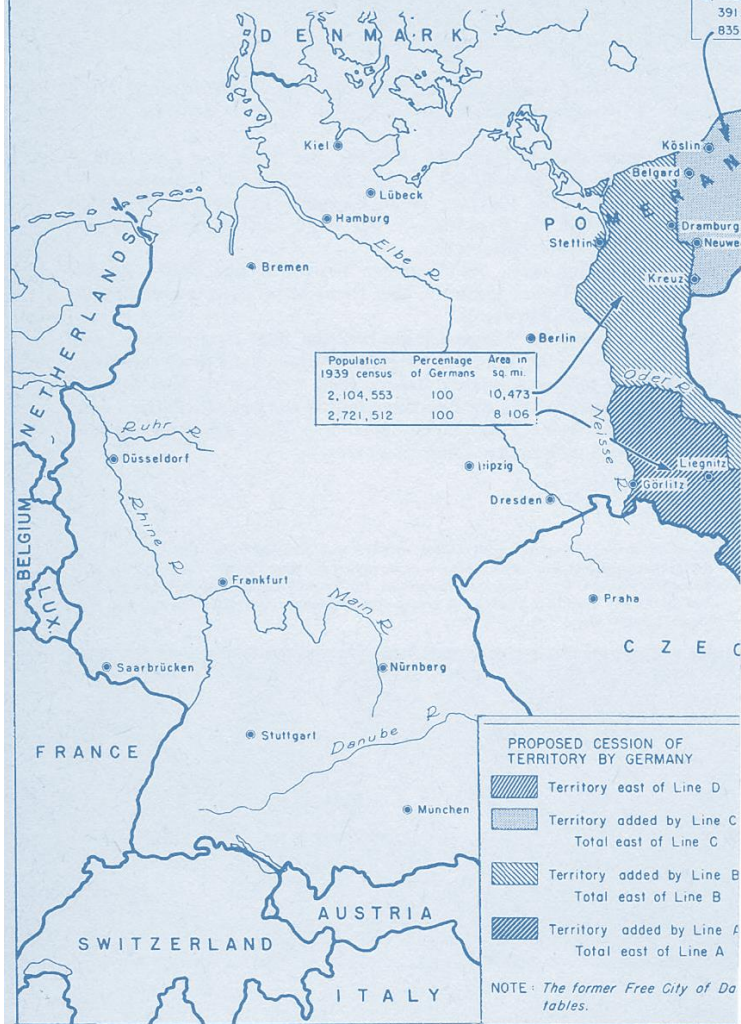 391
835
DENMARK
Kiel
Köslin
Belgard
Lübeck
Hamburg
POMERAN
Dramburg
Stettin
Neuwe
Elbe R
Bremen
Kreuz
NETHERLANDS
Berlin
Population 1939 census Percentage of Germans Area in sq. mi.
2,104,553 100 10,473
2,721,512 100 8 106
Oder R
Neisse R
Ruhr R
Düsseldorf
Leipzig
Liegnitz
Görlitz
Dresden
Rhine R
BELGIUM
LUX.
Frankfurt
Main R
Praha
CZEC
Saarbrücken
Nürnberg
Stuttgart
Danube R
FRANCE
München
PROPOSED CESSION OF
TERRITORY BY GERMANY
Territory east of Line D
Territory added by Line C
Total east of Line C
Territory added by Line B
Total east of Line B
Territory added by Line A
Total east of Line A
NOTE: The former Free City of Da
tables.
AUSTRIA
SWITZERLAND
ITALY